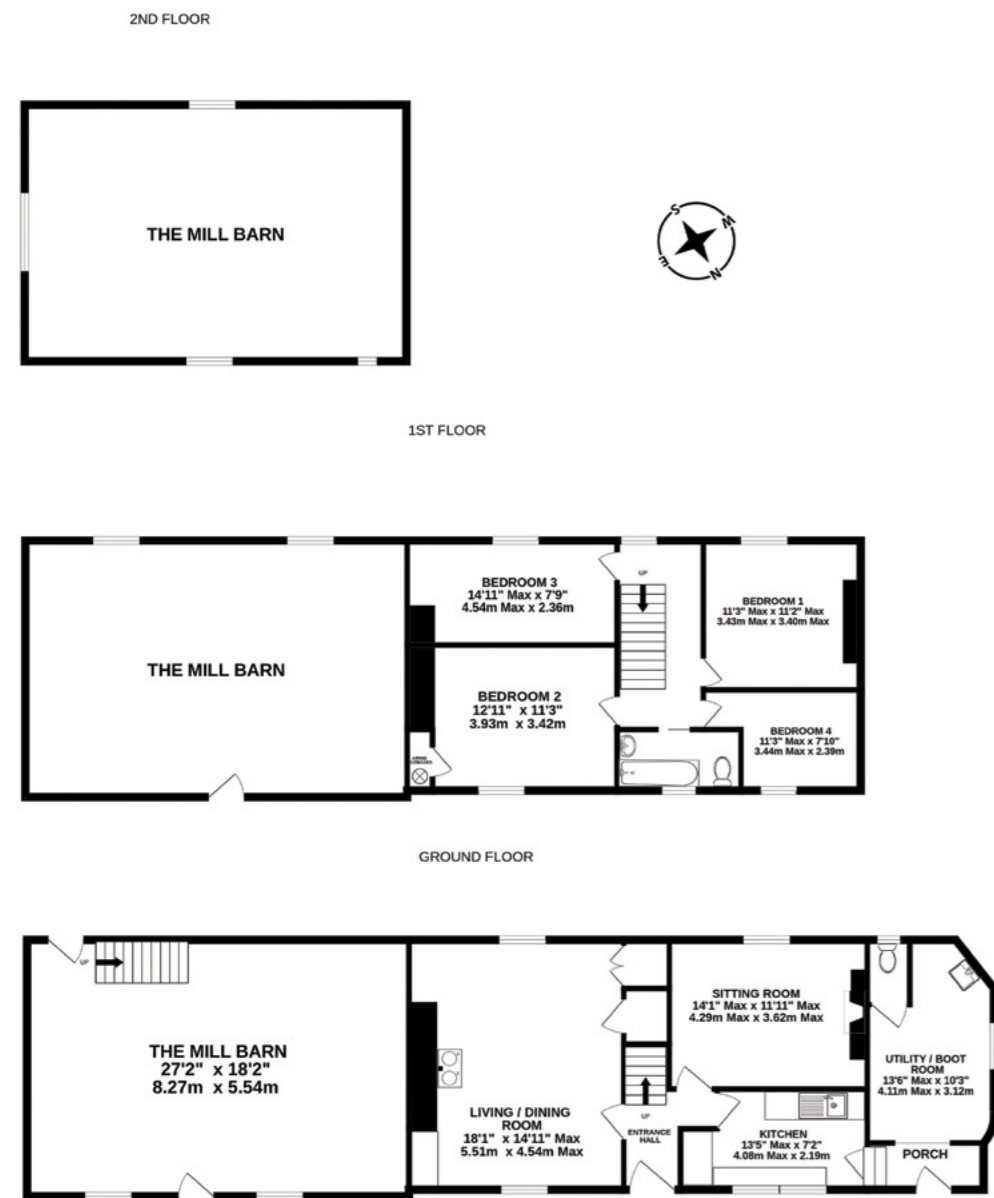 2ND FLOOR
THE MILL BARN
S
W
E
N
1ST FLOOR
THE MILL BARN
BEDROOM 3
14'11" Max x 7'9"
4.54m Max x 2.36m
UP
BEDROOM 1
11'3" Max x 11'2" Max
3.43m Max x 3.40m Max
BEDROOM 2
12'11" x 11'3"
3.93m x 3.42m
BEDROOM 4
11'3" Max x 7'10"
3.44m Max x 2.39m
GROUND FLOOR
UP
THE MILL BARN
27'2" x 18'2"
8.27m x 5.54m
SITTING ROOM
14'1" Max x 11'11" Max
4.29m Max x 3.62m Max
UTILITY / BOOT
ROOM
13'6" Max x 10'3"
4.11m Max x 3.12m
LIVING / DINING
ROOM
18'1" x 14'11" Max
5.51m x 4.54m Max
UP
ENTRANCE
HALL
KITCHEN
13'5" Max x 7'2"
4.08m Max x 2.19m
PORCH